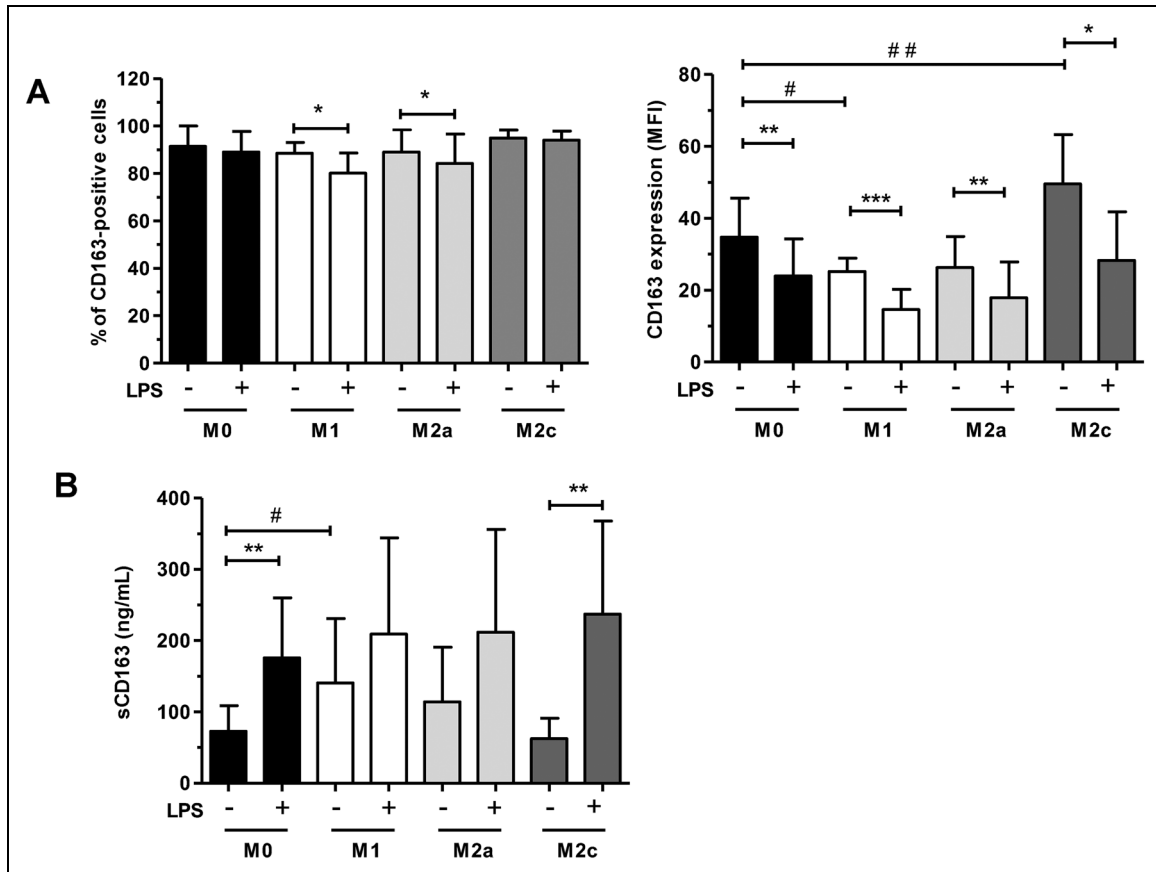 A
% of CD163-positive cells
120
100
80
60
40
20
0
*
*
LPS - + - + - + - +
M0 M1 M2a M2c
CD163 expression (MFI)
80
60
40
20
0
# #
*
#
**
***
**
LPS - + - + - + - +
M0 M1 M2a M2c
B
sCD163 (ng/mL)
400
300
200
100
0
#
**
**
LPS - + - + - + - +
M0 M1 M2a M2c